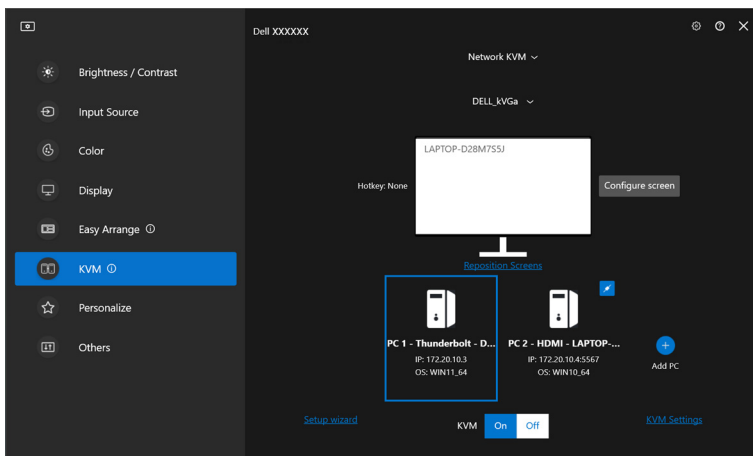 Dell XXXXXX
Brightness / Contrast
Input Source
Color
Display
Easy Arrange
KVM
Personalize
Others
Network KVM
DELL_kVGa
LAPTOP-D28M7S5J
Hotkey: None
Configure screen
Reposition Screens
PC 1 - Thunderbolt - D...
IP: 172.20.10.3
OS: WIN11_64
PC 2 - HDMI - LAPTOP-...
IP: 172.20.10.4:5567
OS: WIN10_64
Add PC
Setup wizard
KVM On Off
KVM Settings